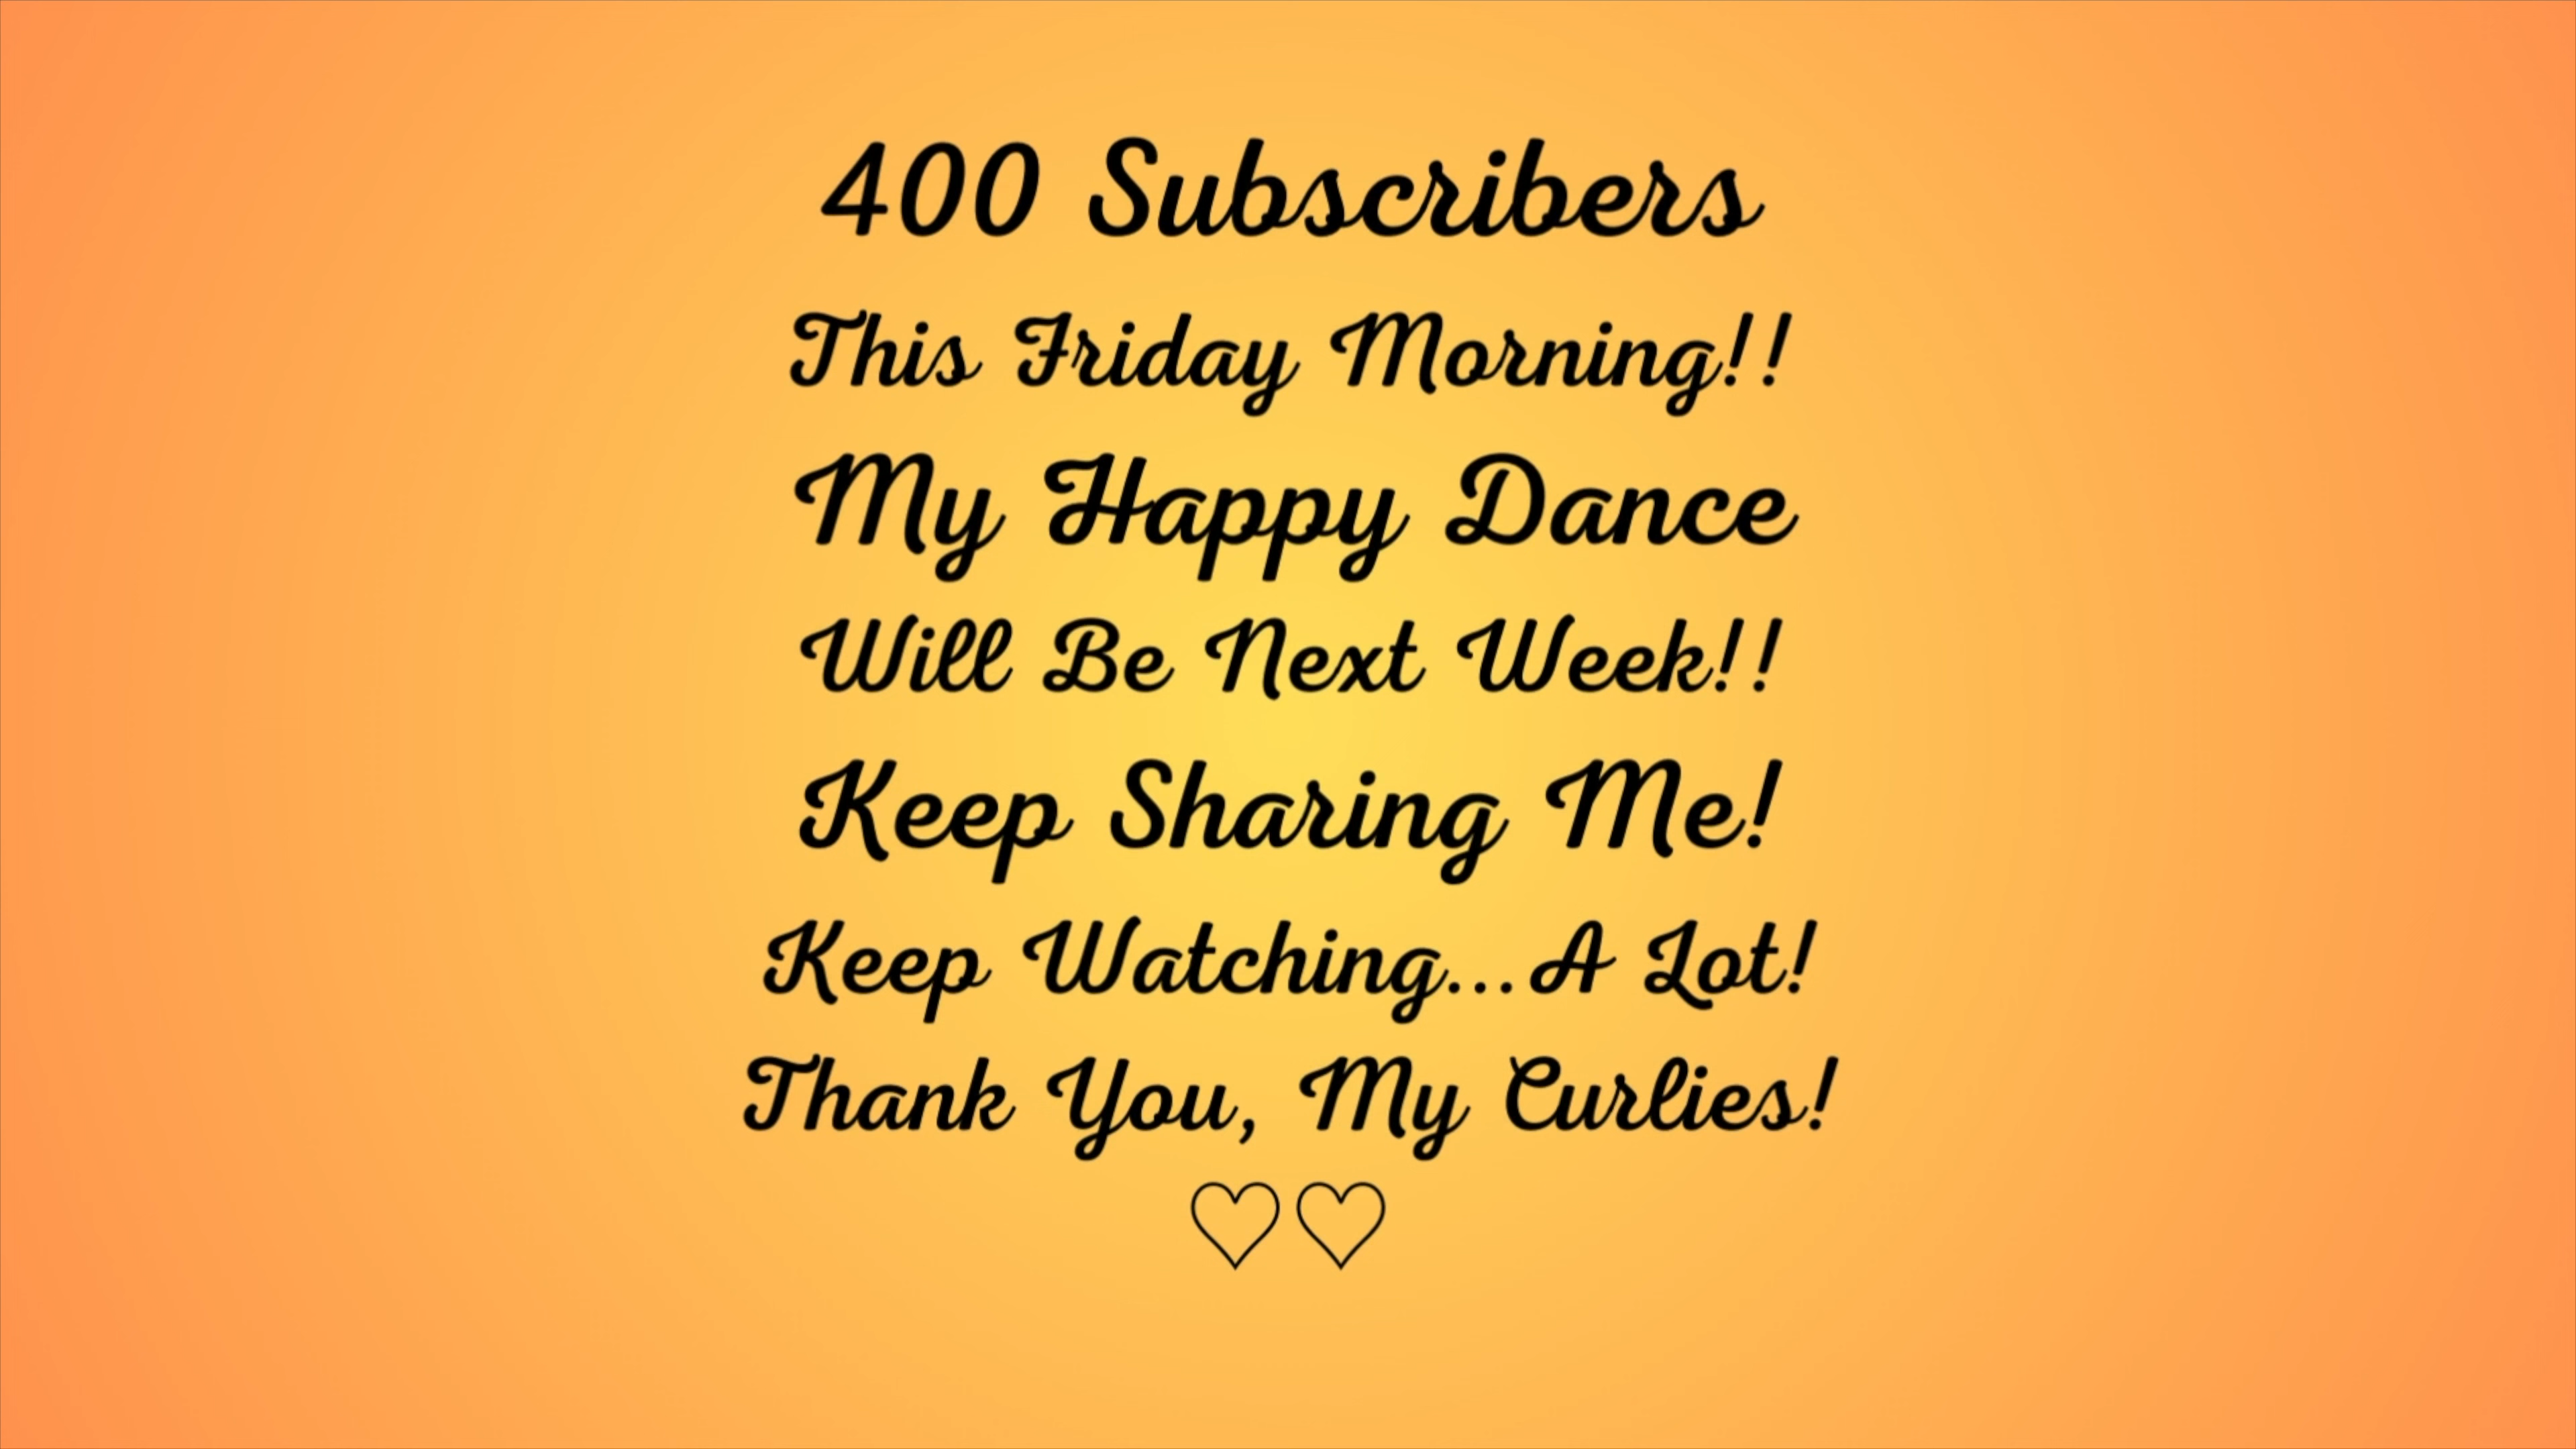 400 Subscribers
This Friday Morning!!
My Happy Dance
Will Be Next Week!!
Keep Sharing Me!
Keep Watching...A Lot!
Thank You, My Curlies!
♡♡